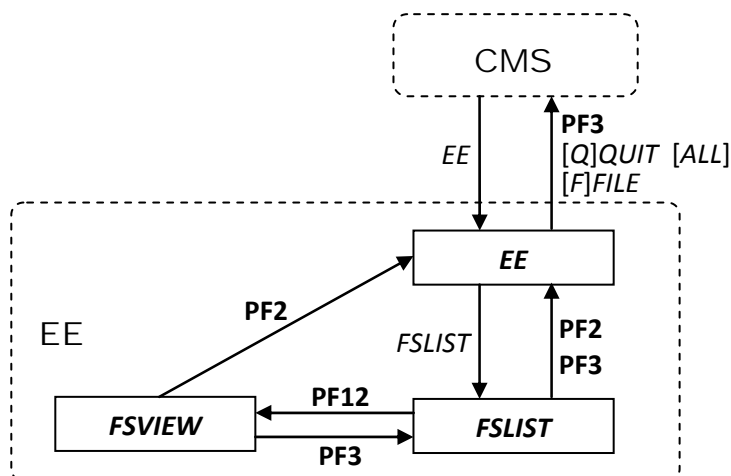 CMS
EE
PF3
[Q]QUIT [ALL]
[F]FILE
EE
PF2
EE
FSLIST
PF2
PF3
FSVIEW
PF12
PF3
FSLIST